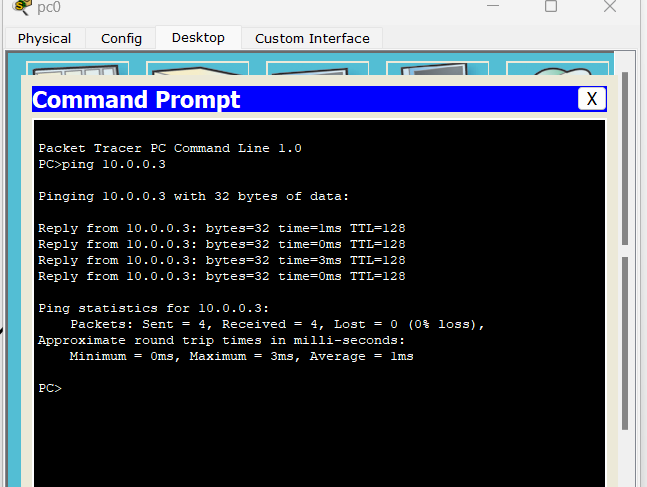 pc0
Physical Config Desktop Custom Interface
Command Prompt X
Packet Tracer PC Command Line 1.0
PC>ping 10.0.0.3
Pinging 10.0.0.3 with 32 bytes of data:
Reply from 10.0.0.3: bytes=32 time=1ms TTL=128
Reply from 10.0.0.3: bytes=32 time=0ms TTL=128
Reply from 10.0.0.3: bytes=32 time=3ms TTL=128
Reply from 10.0.0.3: bytes=32 time=0ms TTL=128
Ping statistics for 10.0.0.3:
Packets: Sent = 4, Received = 4, Lost = 0 (0% loss),
Approximate round trip times in milli-seconds:
Minimum = 0ms, Maximum = 3ms, Average = 1ms
PC>